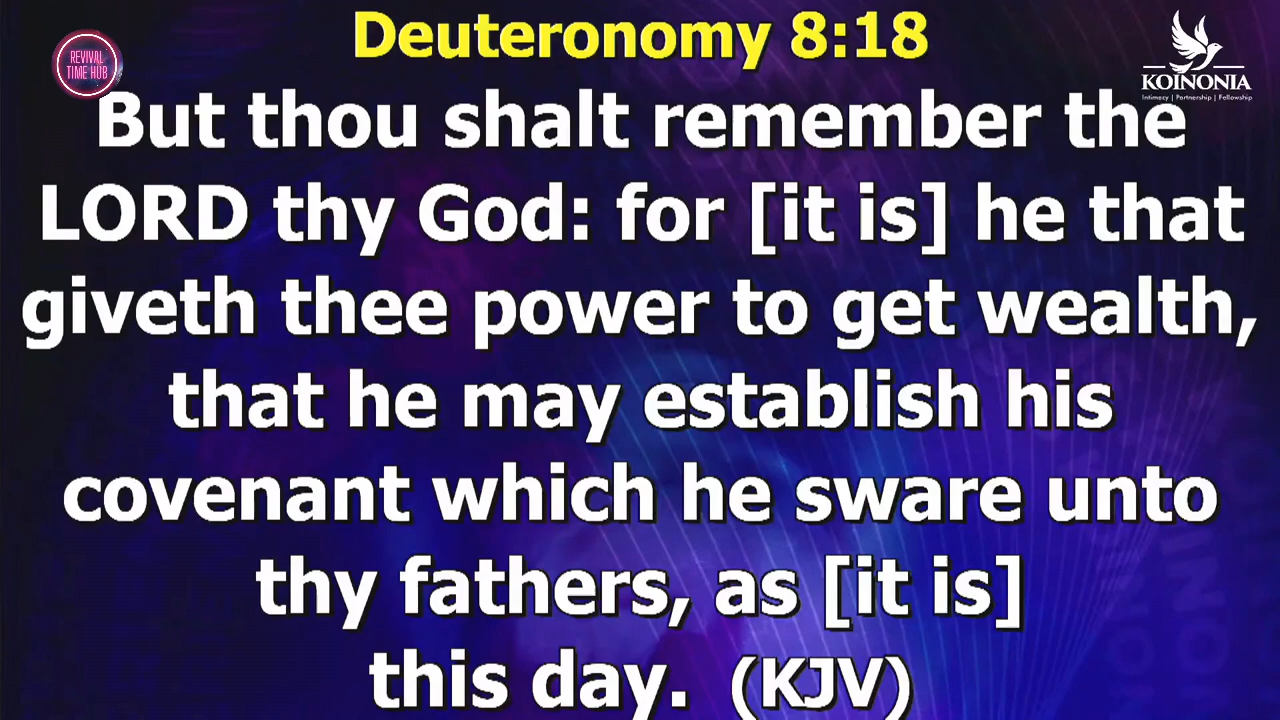 Deuteronomy 8:18
REVIVAL
TIME HUB
KOINONIA
Intimacy | Partnership | Fellowship
But thou shalt remember the
LORD thy God: for [it is] he that
giveth thee power to get wealth,
that he may establish his
covenant which he sware unto
thy fathers, as [it is]
this day. (KJV)